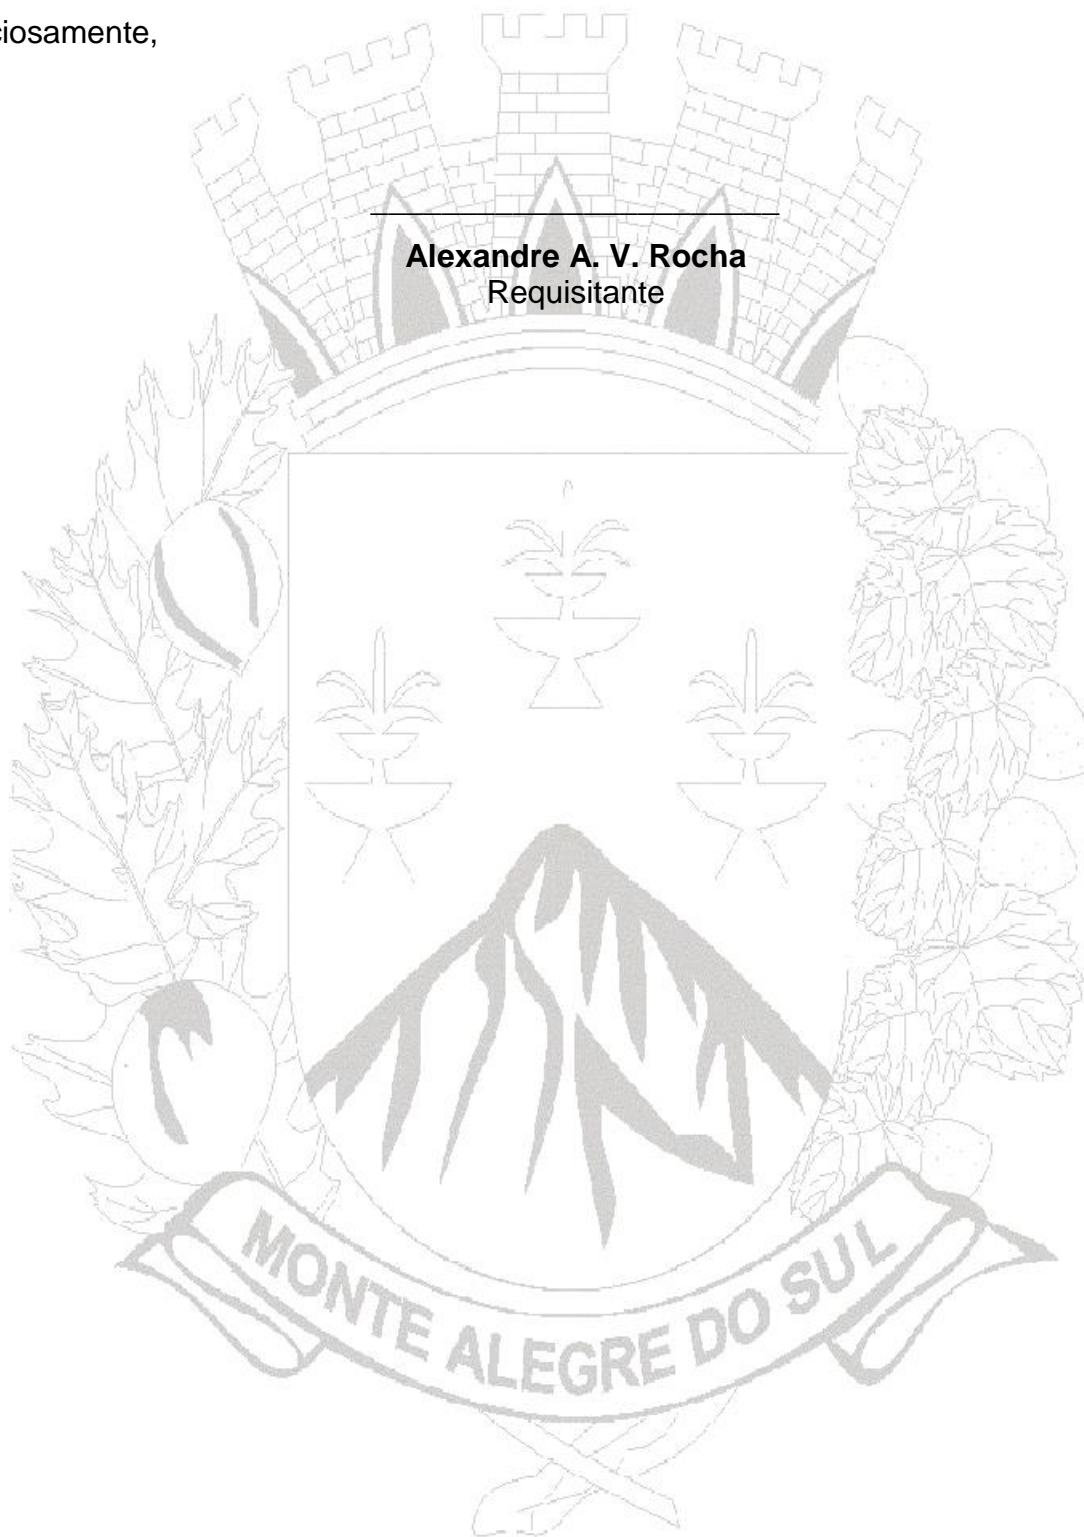 ciosamente,
Alexandre A. V. Rocha
Requisitante
MONTE ALEGRE DO SUL